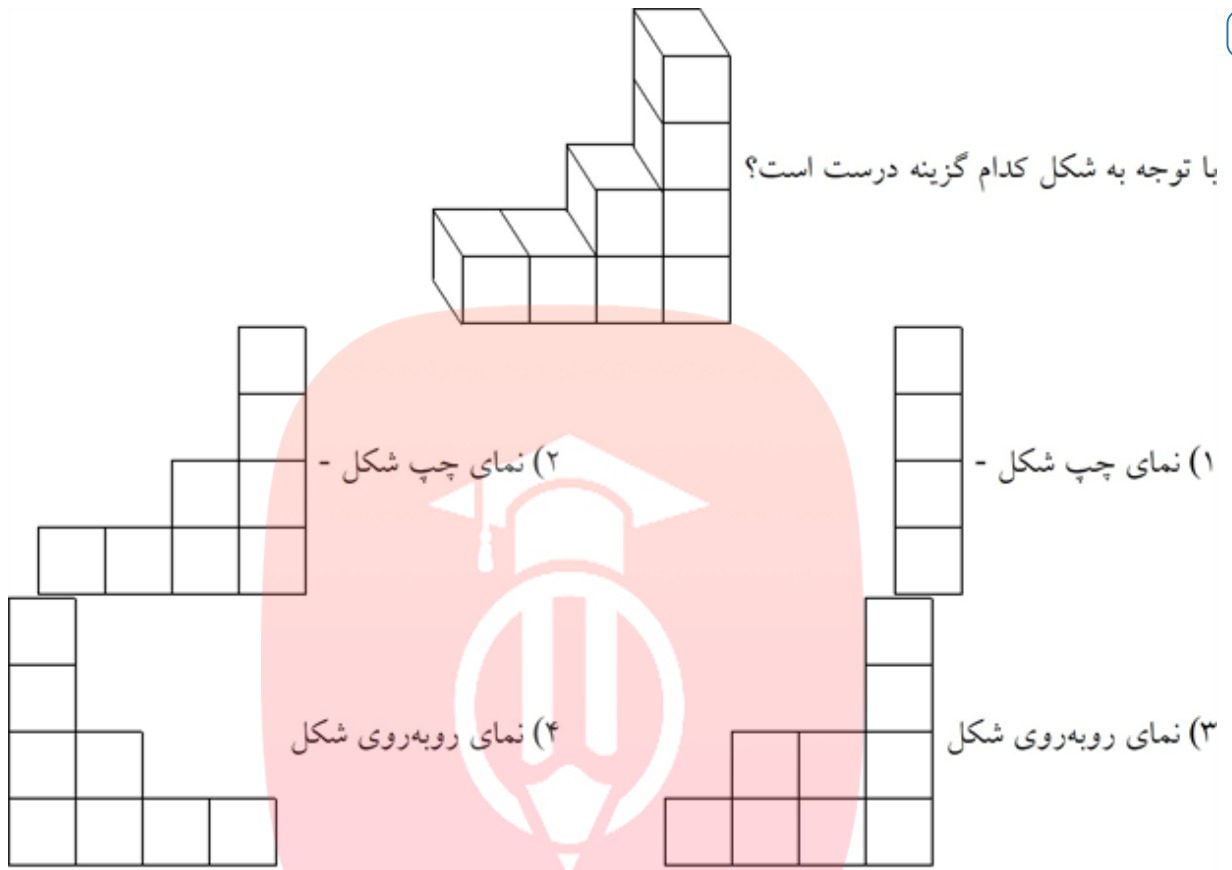 با توجه به شکل کدام گزینه درست است؟
۱) نمای چپ شکل -
۲) نمای چپ شکل -
۳) نمای روبه‌روی شکل
۴) نمای روبه‌روی شکل